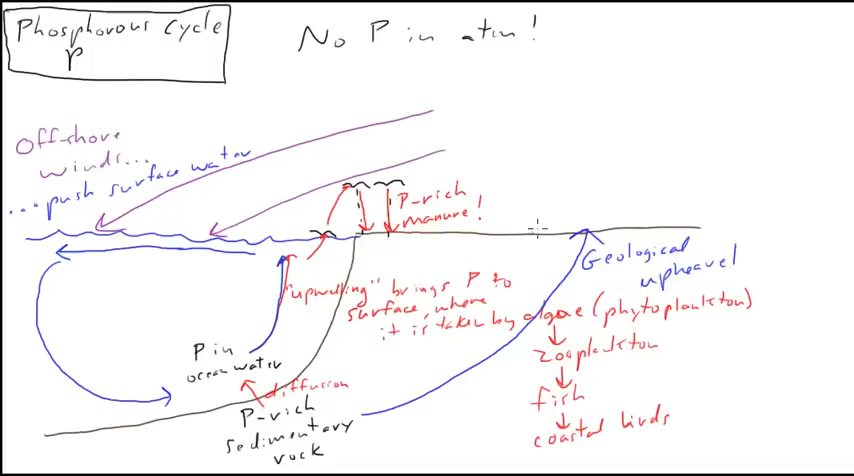 Phosphorous Cycle
P
No P in atm!
Off-shore
winds...
...push surface water
P-rich
manure!
Geological
upheavel
"upwelling" brings P to
surface, where
it is taken by algae (phytoplankton)
zooplankton
fish
coastal birds
P in
ocean water
diffusion
P-rich
sedimentary
rock